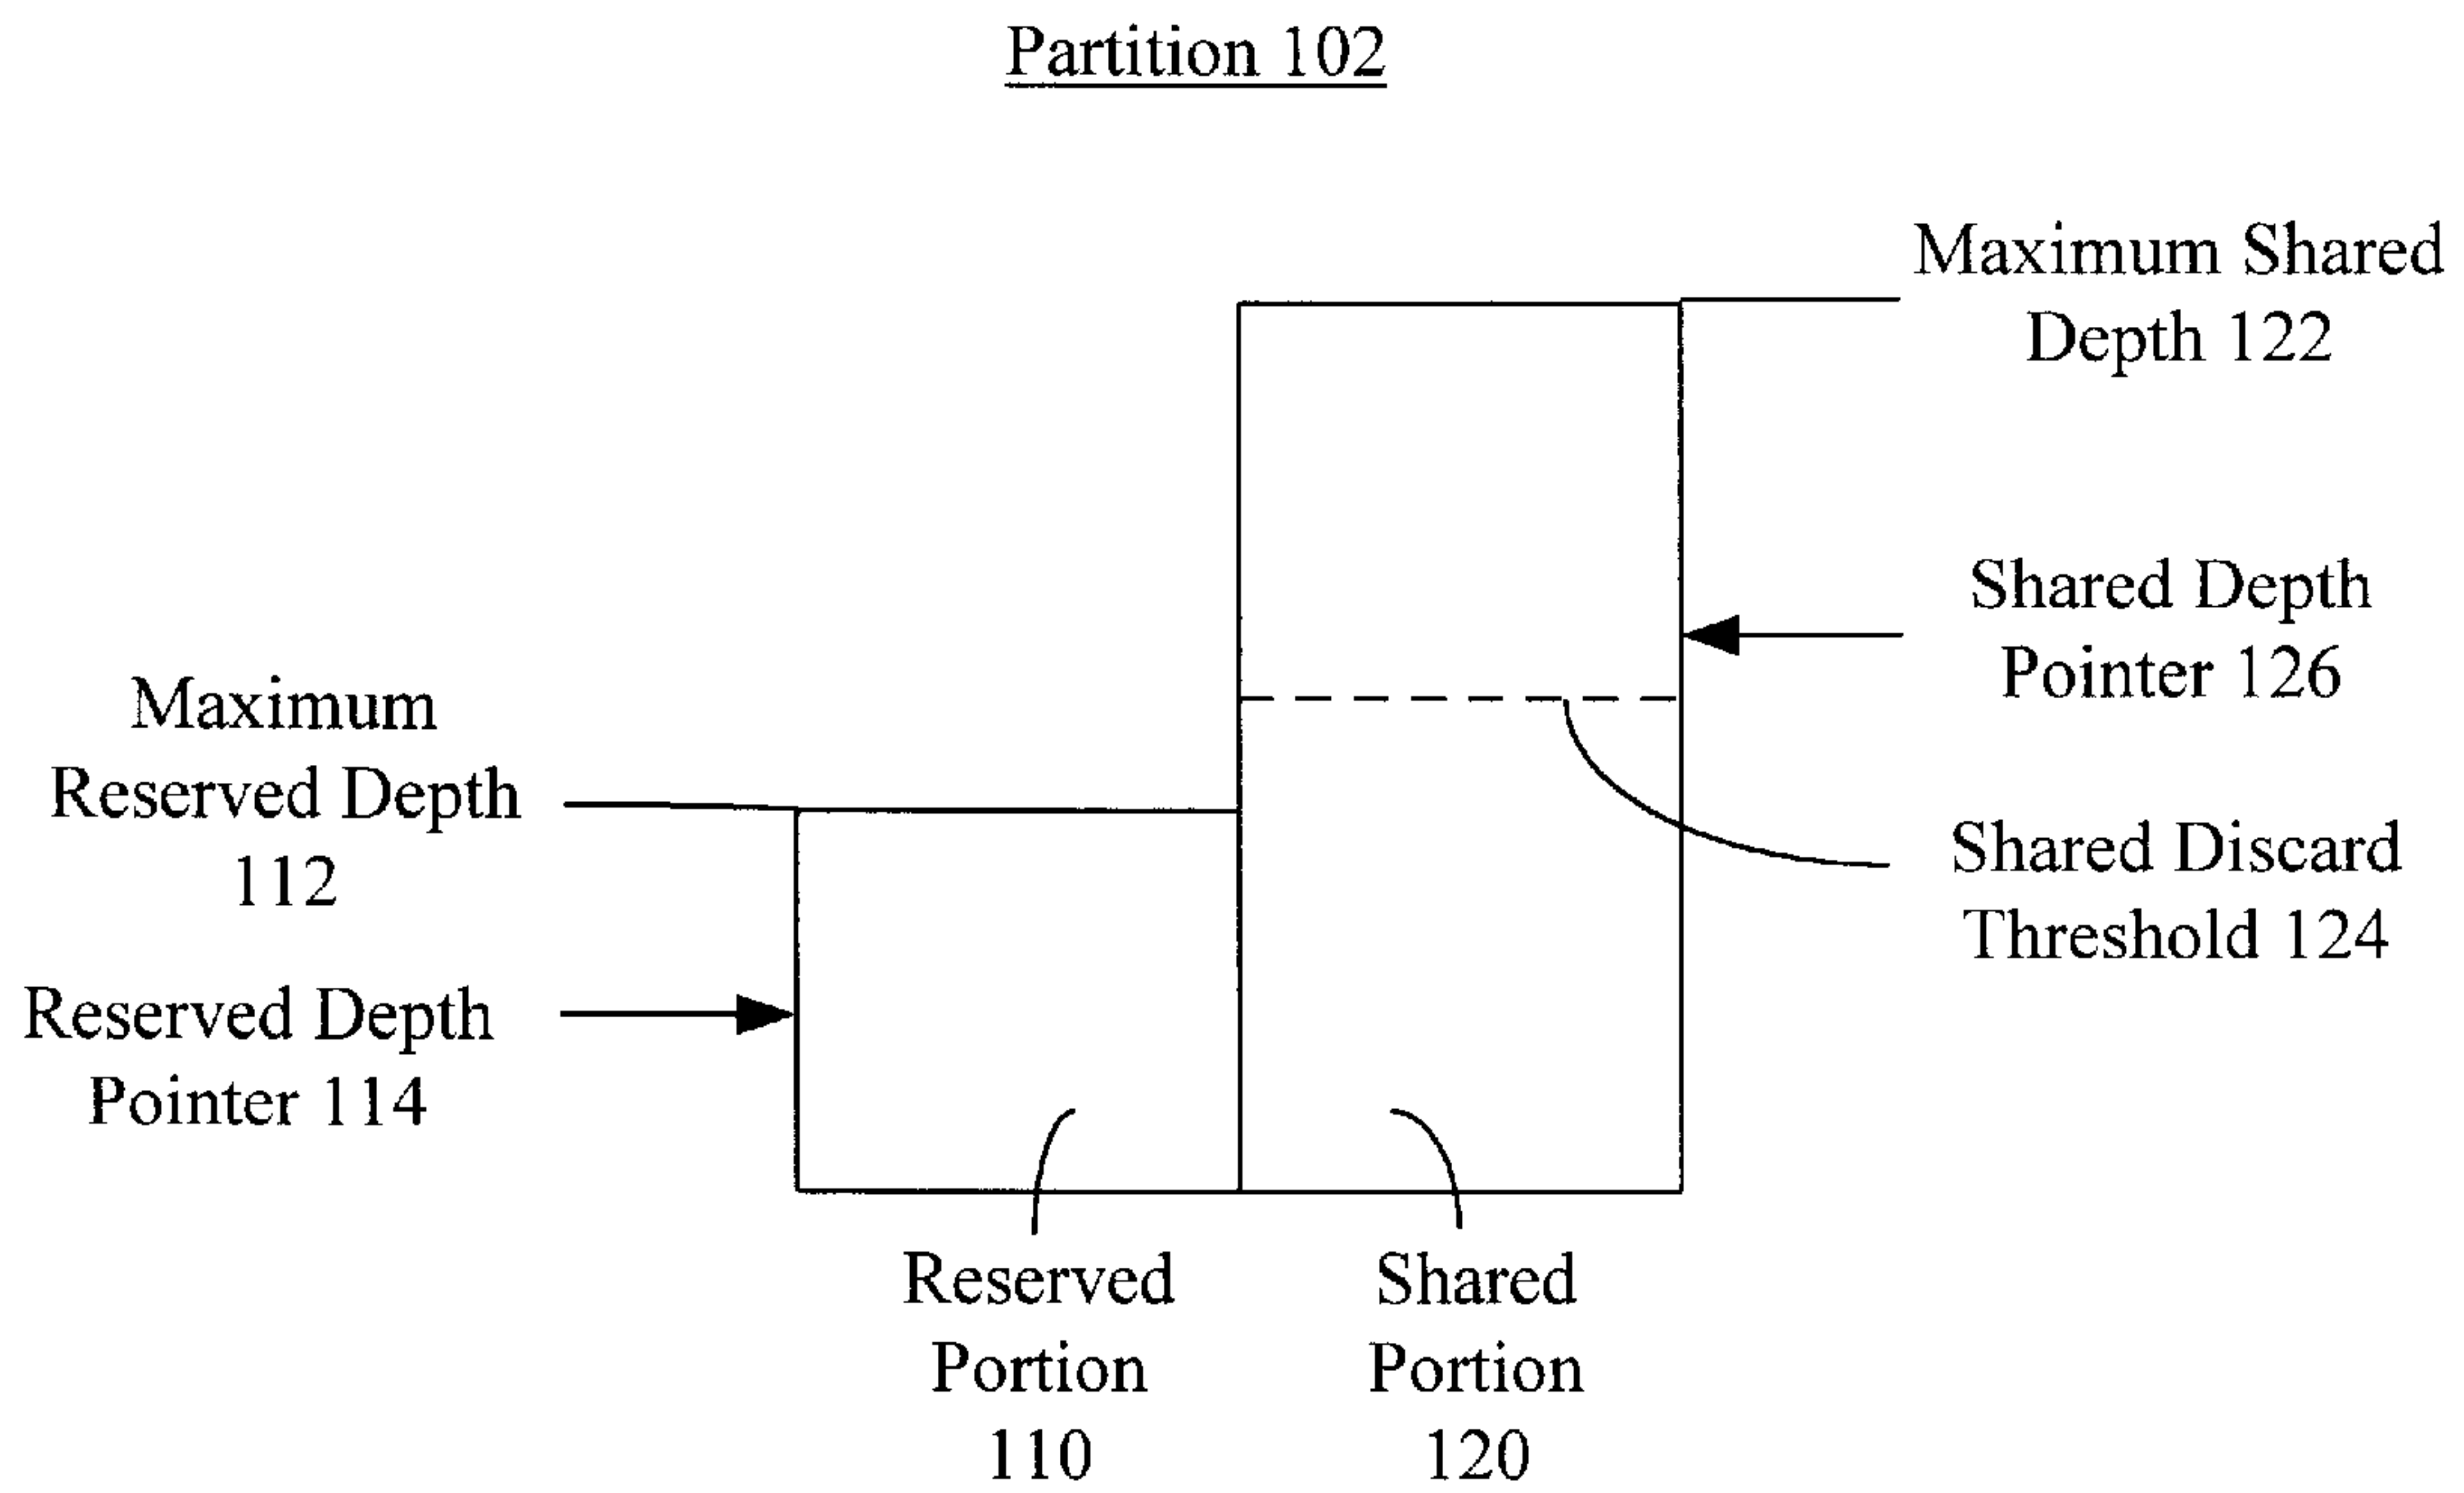 Partition 102
Maximum Shared
Depth 122
Shared Depth
Pointer 126
Maximum
Reserved Depth
112
Shared Discard
Threshold 124
Reserved Depth
Pointer 114
Reserved
Portion
110
Shared
Portion
120